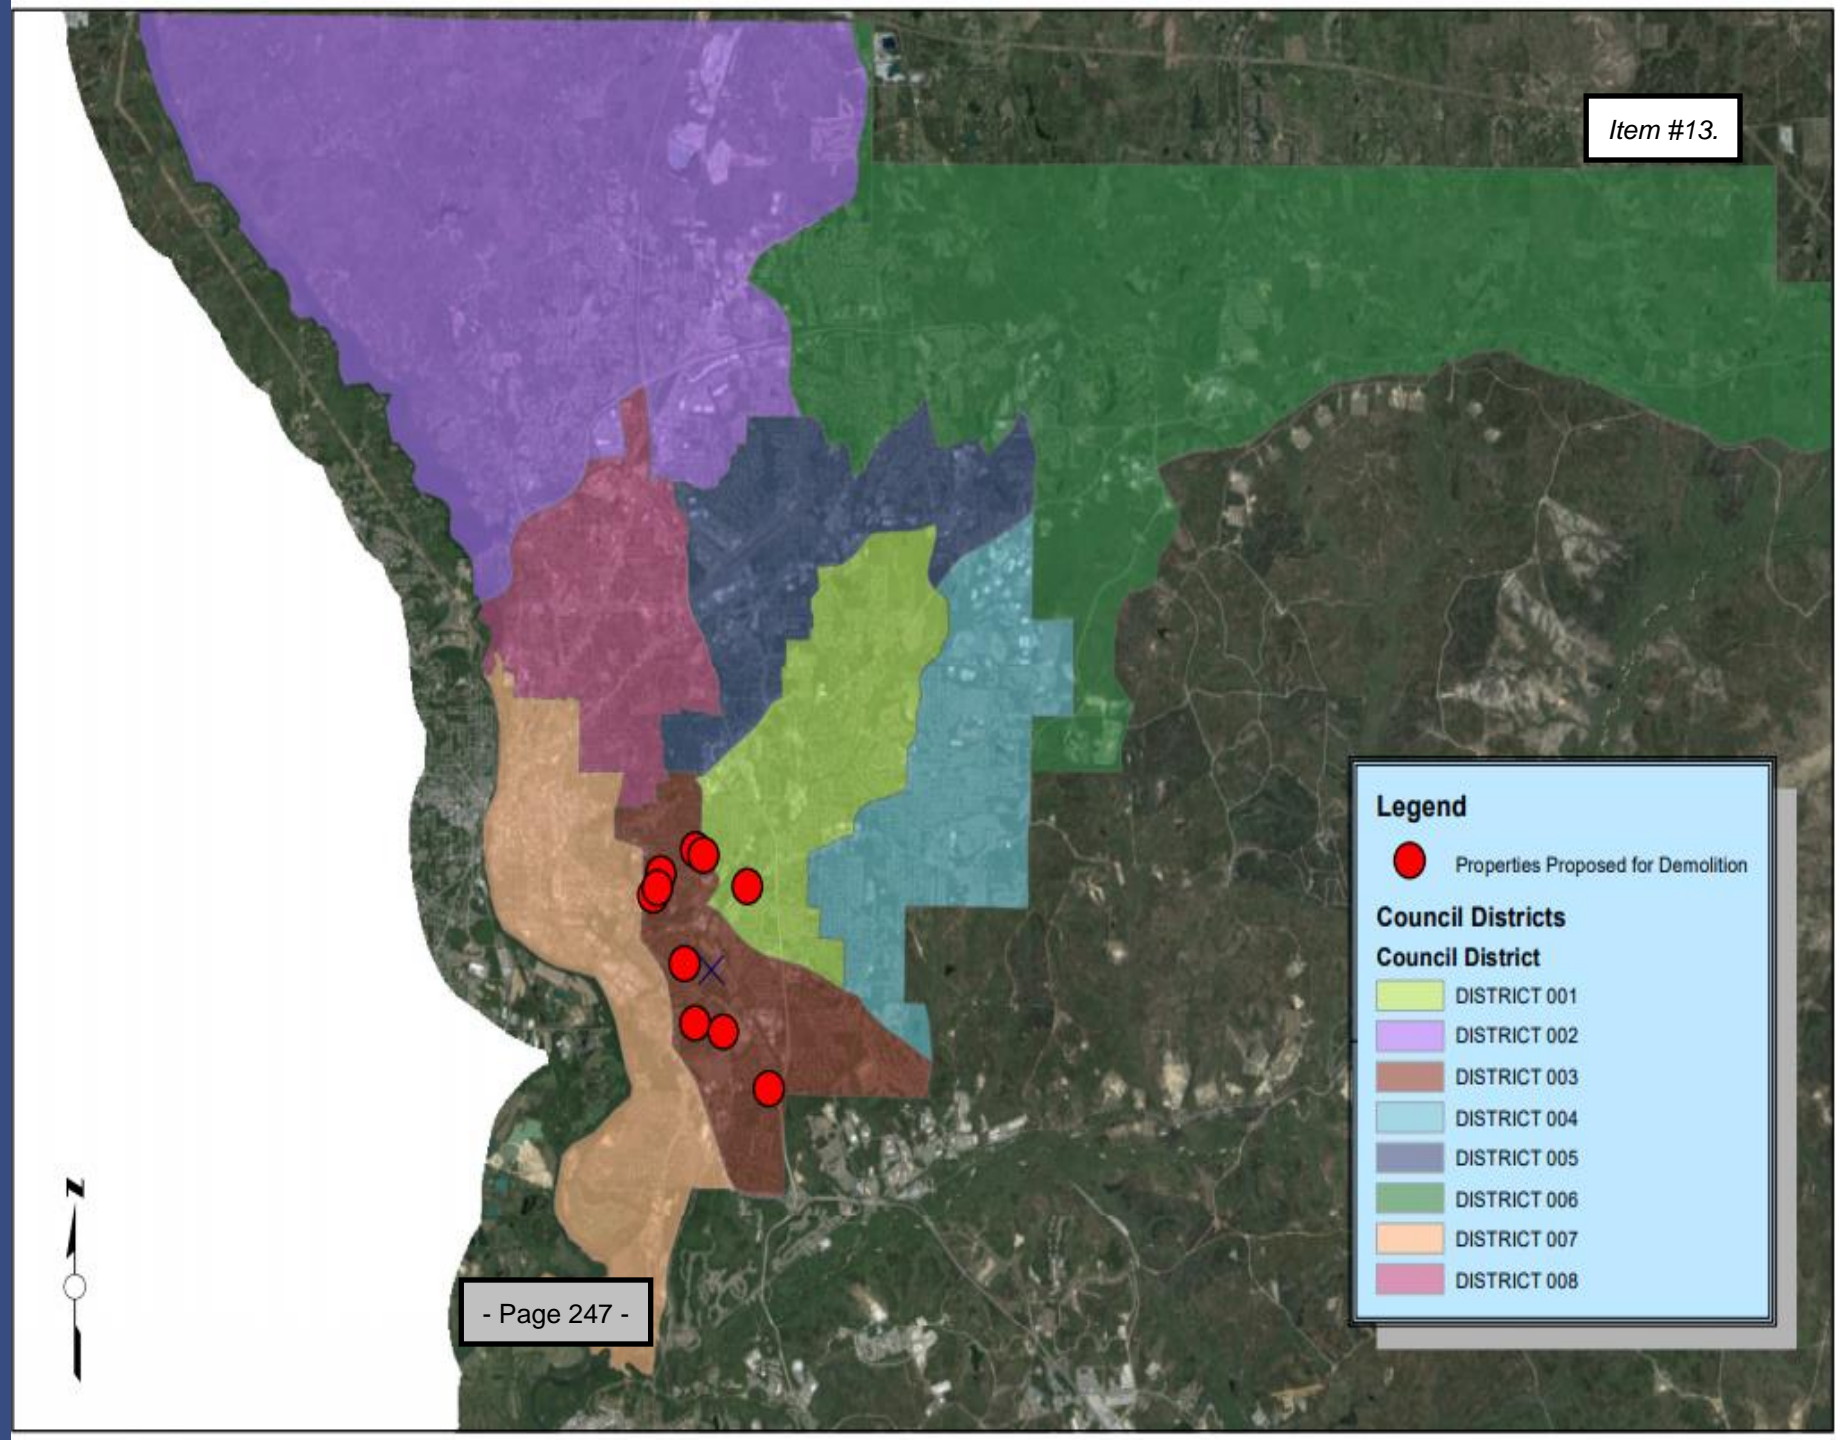 Item #13.
Legend
Properties Proposed for Demolition
Council Districts
Council District
DISTRICT 001
DISTRICT 002
DISTRICT 003
DISTRICT 004
DISTRICT 005
DISTRICT 006
DISTRICT 007
DISTRICT 008
N
- Page 247 -